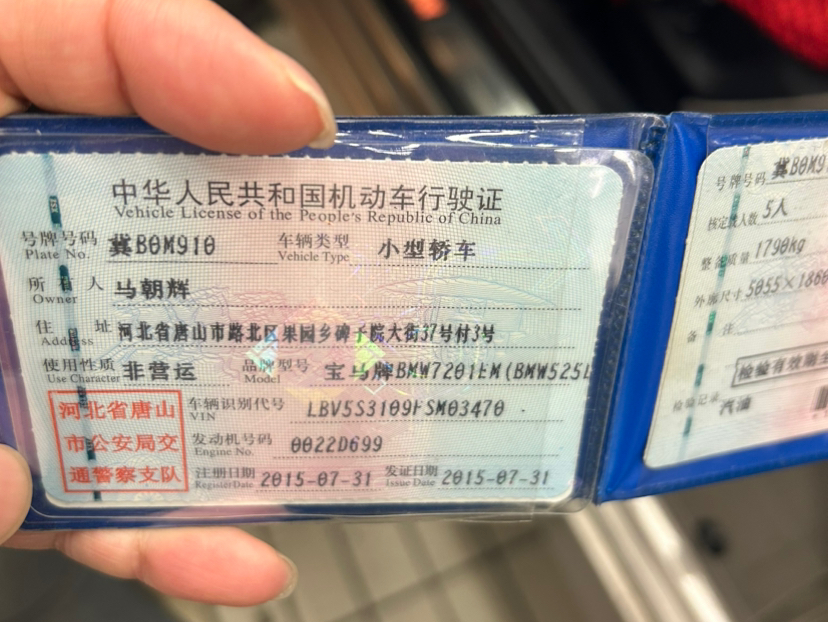 中华人民共和国机动车行驶证
Vehicle License of the People's Republic of China
号牌号码 冀B0M910 车辆类型 小型轿车
Plate No. Vehicle Type
所有人 马朝辉
Owner
住址 河北省唐山市路北区果园乡碑子院大街37号付3号
Address
使用性质 非营运 品牌型号 宝马牌BMW7201EM(BMW525L
Use Character Model
河北省唐山
市公安局交
通警察支队
车辆识别代号 LBV5S3109FSM03470
VIN
发动机号码 0022D699
Engine No.
注册日期 2015-07-31 发证日期 2015-07-31
Register Date Issue Date
号牌号码 冀B0M9
核定载人数 5人
整备质量 1790kg
外廓尺寸 5055×1860
备注
检验有效期至
检验记录 汽油